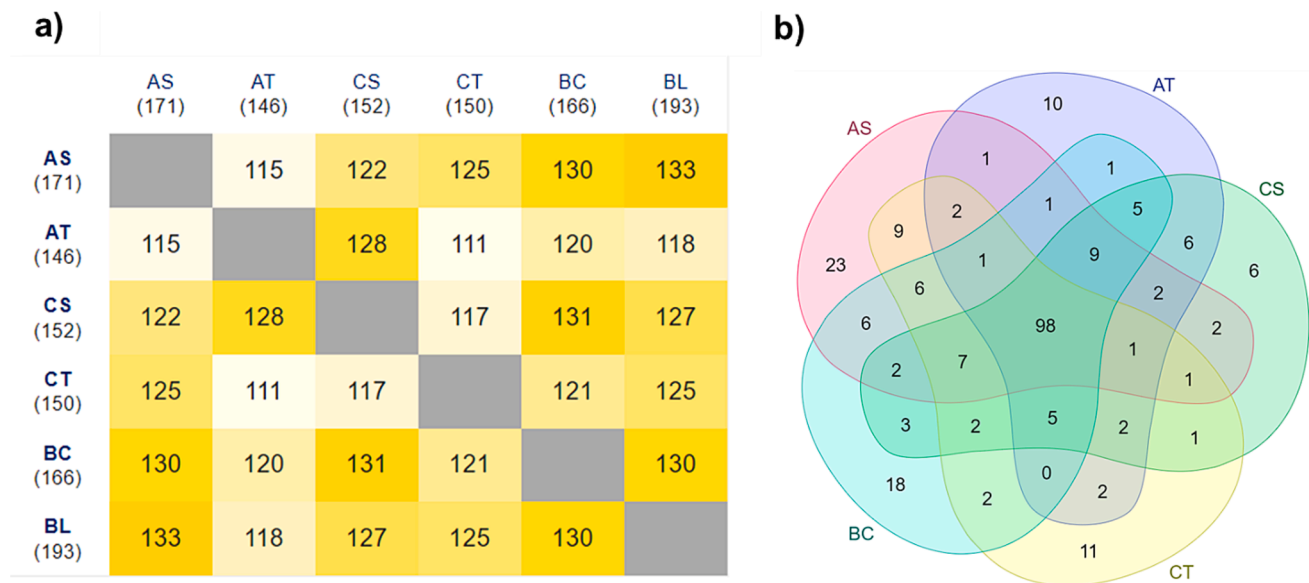 a)
AS AT CS CT BC BL
(171) (146) (152) (150) (166) (193)
AS
(171)
115 122 125 130 133
AT
(146)
115 128 111 120 118
CS
(152)
122 128 117 131 127
CT
(150)
125 111 117 121 125
BC
(166)
130 120 131 121 130
BL
(193)
133 118 127 125 130
b)
AT
10
AS
1 1
CS
2 1 5
9 6
23 1 9 6
6 2
6 98 2
2 7 1 1
3 2 5 2 1
18 2 0 2
BC
11
CT